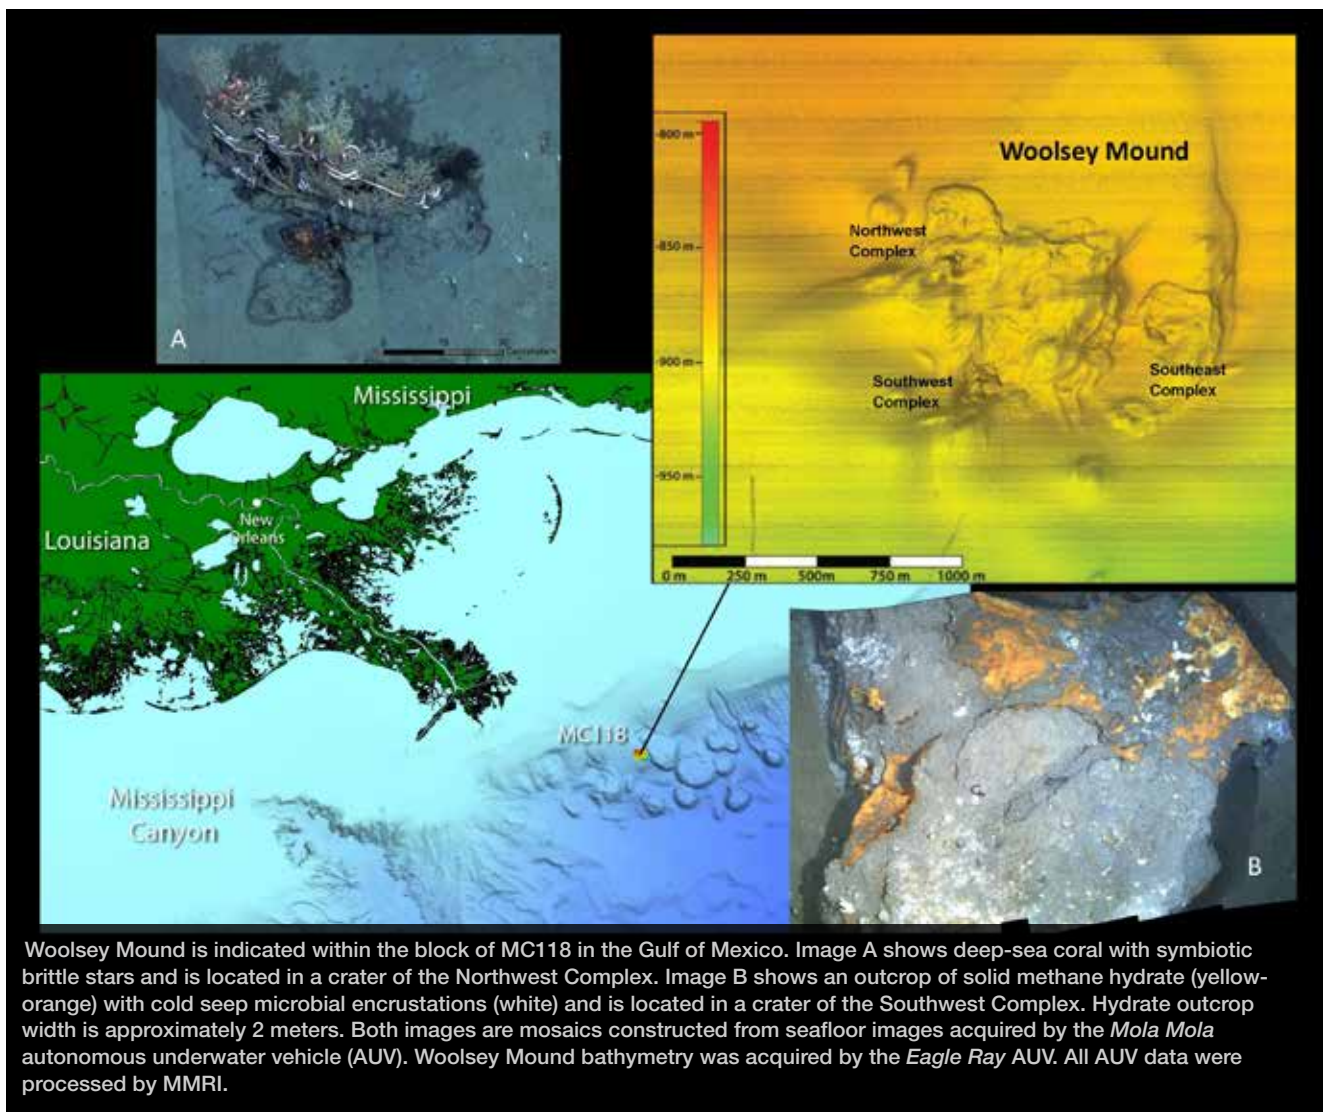 A
-800 m
-850 m
-900 m
-950 m
Woolsey Mound
Northwest
Complex
Southwest
Complex
Southeast
Complex
0 m 250 m 500m 750 m 1000 m
Mississippi
Louisiana
New
Orleans
MC118
Mississippi
Canyon
B
Woolsey Mound is indicated within the block of MC118 in the Gulf of Mexico. Image A shows deep-sea coral with symbiotic
brittle stars and is located in a crater of the Northwest Complex. Image B shows an outcrop of solid methane hydrate (yellow-
orange) with cold seep microbial encrustations (white) and is located in a crater of the Southwest Complex. Hydrate outcrop
width is approximately 2 meters. Both images are mosaics constructed from seafloor images acquired by the Mola Mola
autonomous underwater vehicle (AUV). Woolsey Mound bathymetry was acquired by the Eagle Ray AUV. All AUV data were
processed by MMRI.